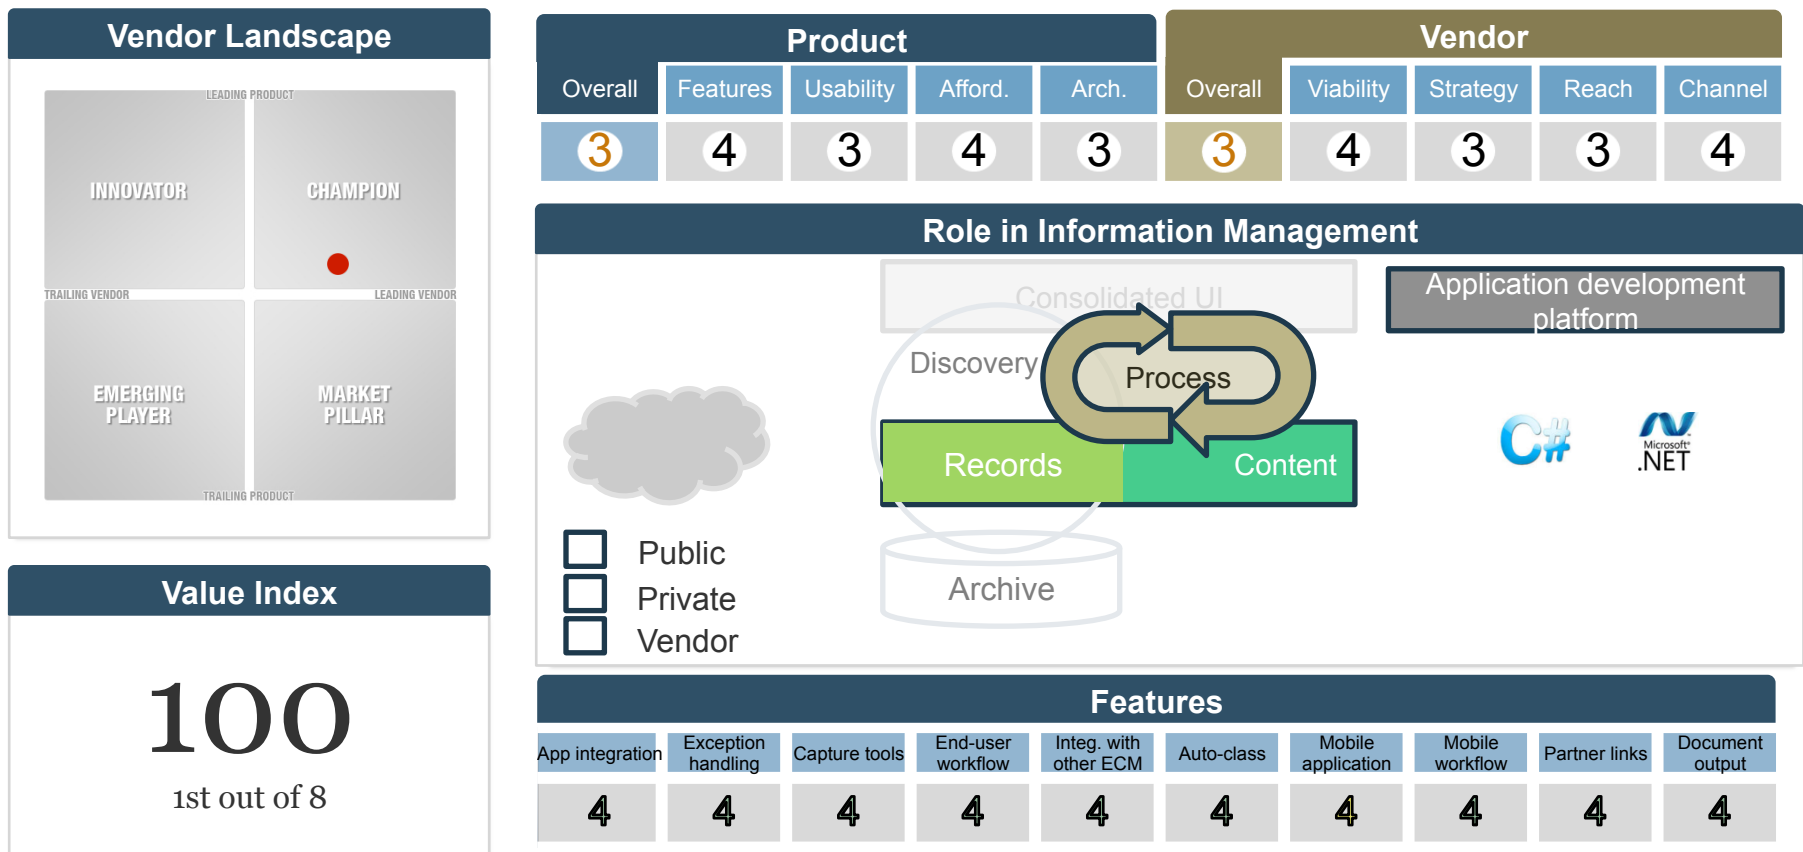 Vendor Landscape
LEADING PRODUCT
INNOVATOR
CHAMPION
TRAILING VENDOR
LEADING VENDOR
EMERGING
PLAYER
MARKET
PILLAR
TRAILING PRODUCT
Value Index
100
1st out of 8
Product
Vendor
Overall Features Usability Afford. Arch. Overall Viability Strategy Reach Channel
3 4 3 4 3 3 4 3 3 4
Role in Information Management
Consolidated UI
Application development
platform
Discovery
Process
Records
Content
Archive
Public
Private
Vendor
C#
Microsoft®
.NET
Features
App integration
Exception
handling
Capture tools
End-user
workflow
Integ. with
other ECM
Auto-class
Mobile
application
Mobile
workflow
Partner links
Document
output
4 4 4 4 4 4 4 4 4 4